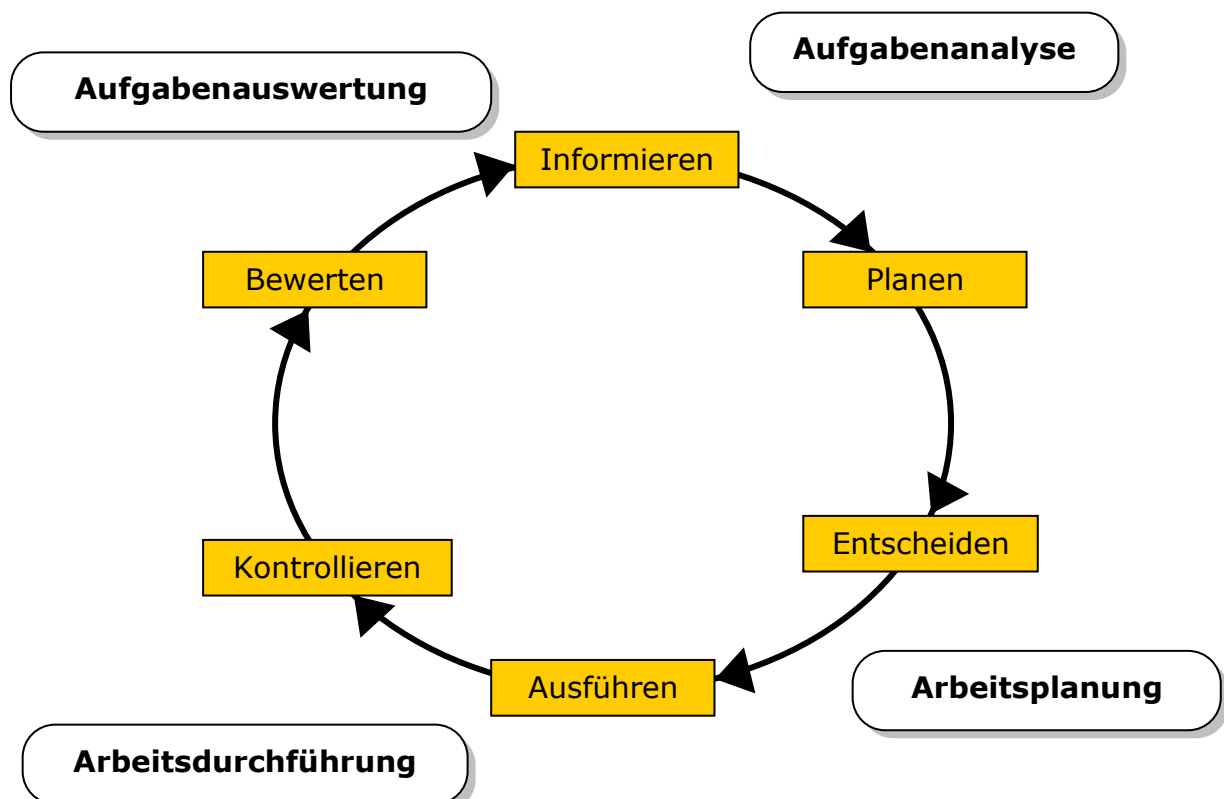 Aufgabenanalyse
Aufgabenauswertung
Informieren
Bewerten
Planen
Entscheiden
Kontrollieren
Ausführen
Arbeitsplanung
Arbeitsdurchführung